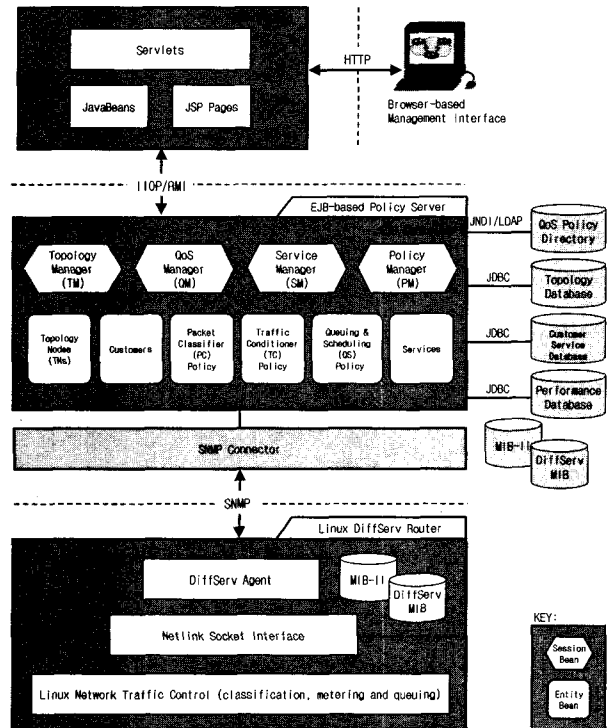 Servlets
JavaBeans
JSP Pages
HTTP
Browser-based
Management Interface
IIOP/RMI
EJB-based Policy Server
Topology
Manager
(TM)
QoS
Manager
(QM)
Service
Manager
(SM)
Policy
Manager
(PM)
JNDI/LDAP
QoS Policy
Directory
JDBC
Topology
Database
Topology
Nodes
(TNs)
Customers
Packet
Classifier
(PC)
Policy
Traffic
Conditioner
(TC)
Policy
Queuing &
Scheduling
(QS)
Policy
Services
JDBC
Customer
Service
Database
JDBC
Performance
Database
SNMP Connector
MIB-II
DiffServ
MIB
SNMP
Linux DiffServ Router
DiffServ Agent
MIB-II
DiffServ
MIB
Netlink Socket Interface
Linux Network Traffic Control (classification, metering and queuing)
KEY:
Session
Bean
Entity
Bean